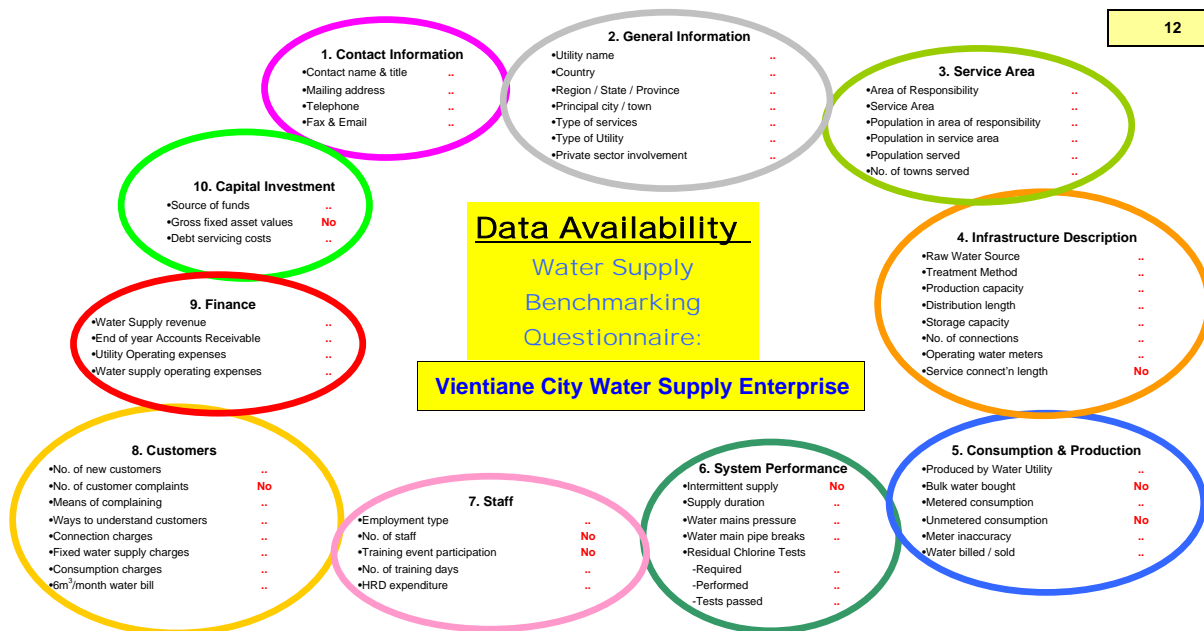 12
1. Contact Information
•Contact name & title ..
•Mailing address ..
•Telephone ..
•Fax & Email ..
2. General Information
•Utility name ..
•Country ..
•Region / State / Province ..
•Principal city / town ..
•Type of services ..
•Type of Utility ..
•Private sector involvement ..
3. Service Area
•Area of Responsibility ..
•Service Area ..
•Population in area of responsibility ..
•Population in service area ..
•Population served ..
•No. of towns served ..
10. Capital Investment
•Source of funds ..
•Gross fixed asset values No
•Debt servicing costs ..
Data Availability
Water Supply
Benchmarking
Questionnaire:
Vientiane City Water Supply Enterprise
4. Infrastructure Description
•Raw Water Source ..
•Treatment Method ..
•Production capacity ..
•Distribution length ..
•Storage capacity ..
•No. of connections ..
•Operating water meters ..
•Service connect'n length No
9. Finance
•Water Supply revenue ..
•End of year Accounts Receivable ..
•Utility Operating expenses ..
•Water supply operating expenses ..
8. Customers
•No. of new customers ..
•No. of customer complaints No
•Means of complaining ..
•Ways to understand customers ..
•Connection charges ..
•Fixed water supply charges ..
•Consumption charges ..
•6m³/month water bill ..
7. Staff
•Employment type ..
•No. of staff No
•Training event participation No
•No. of training days ..
•HRD expenditure ..
6. System Performance
•Intermittent supply No
•Supply duration ..
•Water mains pressure ..
•Water main pipe breaks ..
•Residual Chlorine Tests
-Required ..
-Performed ..
-Tests passed ..
5. Consumption & Production
•Produced by Water Utility ..
•Bulk water bought No
•Metered consumption ..
•Unmetered consumption No
•Meter inaccuracy ..
•Water billed / sold ..